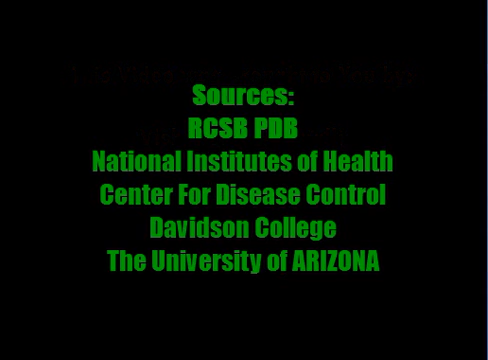 Sources:
RCSB PDB
National Institutes of Health
Center For Disease Control
Davidson College
The University of ARIZONA